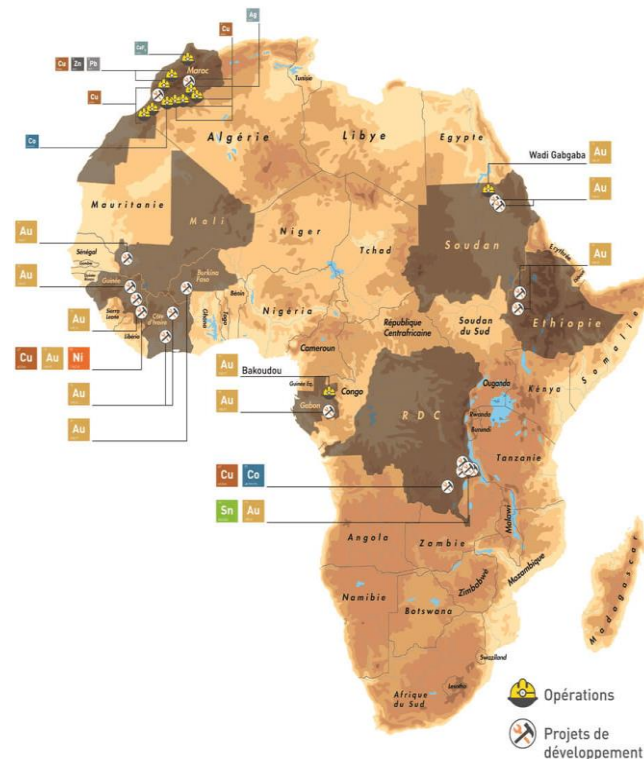 Ag
Cu
CaF₂
Cu Zn Pb
Maroc
Cu
Co
Tunisie
Algérie
Libye
Egypte
Wadi Gabgaba
Au
Au
Mauritanie
Mali
Niger
Tchad
Soudan
Erythrée
Au
Au
Sénégal
Au
Guinée
Burkina
Faso
Bénin
Togo
Ghana
Côte
d'Ivoire
Sierra
Leone
Libéria
Nigéria
Au
Cu Au Ni
Au
Au
République
Centrafricaine
Soudan
du Sud
Ethiopie
Somalie
Cameroun
Au
Bakoudou
Guinée Eq.
Congo
Gabon
Au
RDC
Ouganda
Kénya
Rwanda
Burundi
Tanzanie
Cu Co
Sn Au
Angola
Zambie
Malawi
Mozambique
Zimbabwé
Madagascar
Namibie
Botswana
Swaziland
Lesotho
Afrique
du Sud
Opérations
Projets de
développement